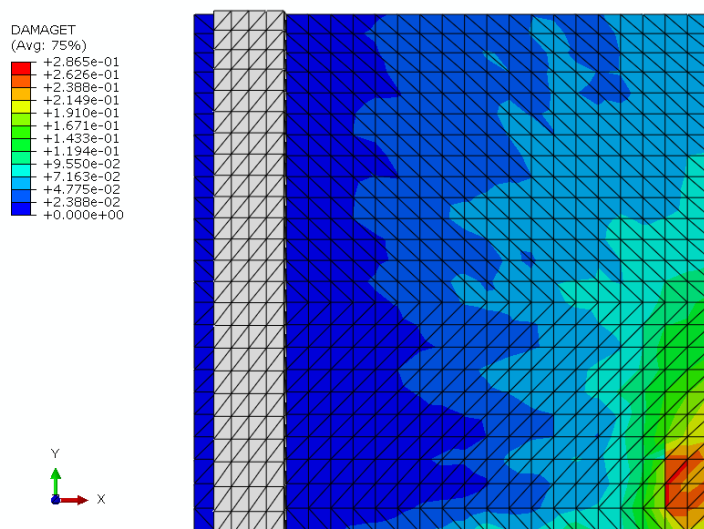 DAMAGET
(Avg: 75%)
+2.865e-01
+2.626e-01
+2.388e-01
+2.149e-01
+1.910e-01
+1.671e-01
+1.433e-01
+1.194e-01
+9.550e-02
+7.163e-02
+4.775e-02
+2.388e-02
+0.000e+00
Y
X